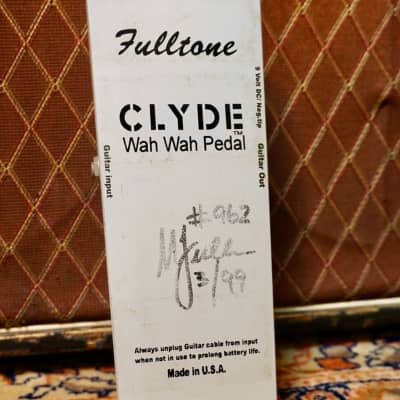 Fulltone
CLYDE™
Wah Wah Pedal
Guitar input
9 Volt DC: Neg.-tip
Guitar Out
#962
3/99
Always unplug Guitar cable from input
when not in use to prolong battery life.
Made in U.S.A.